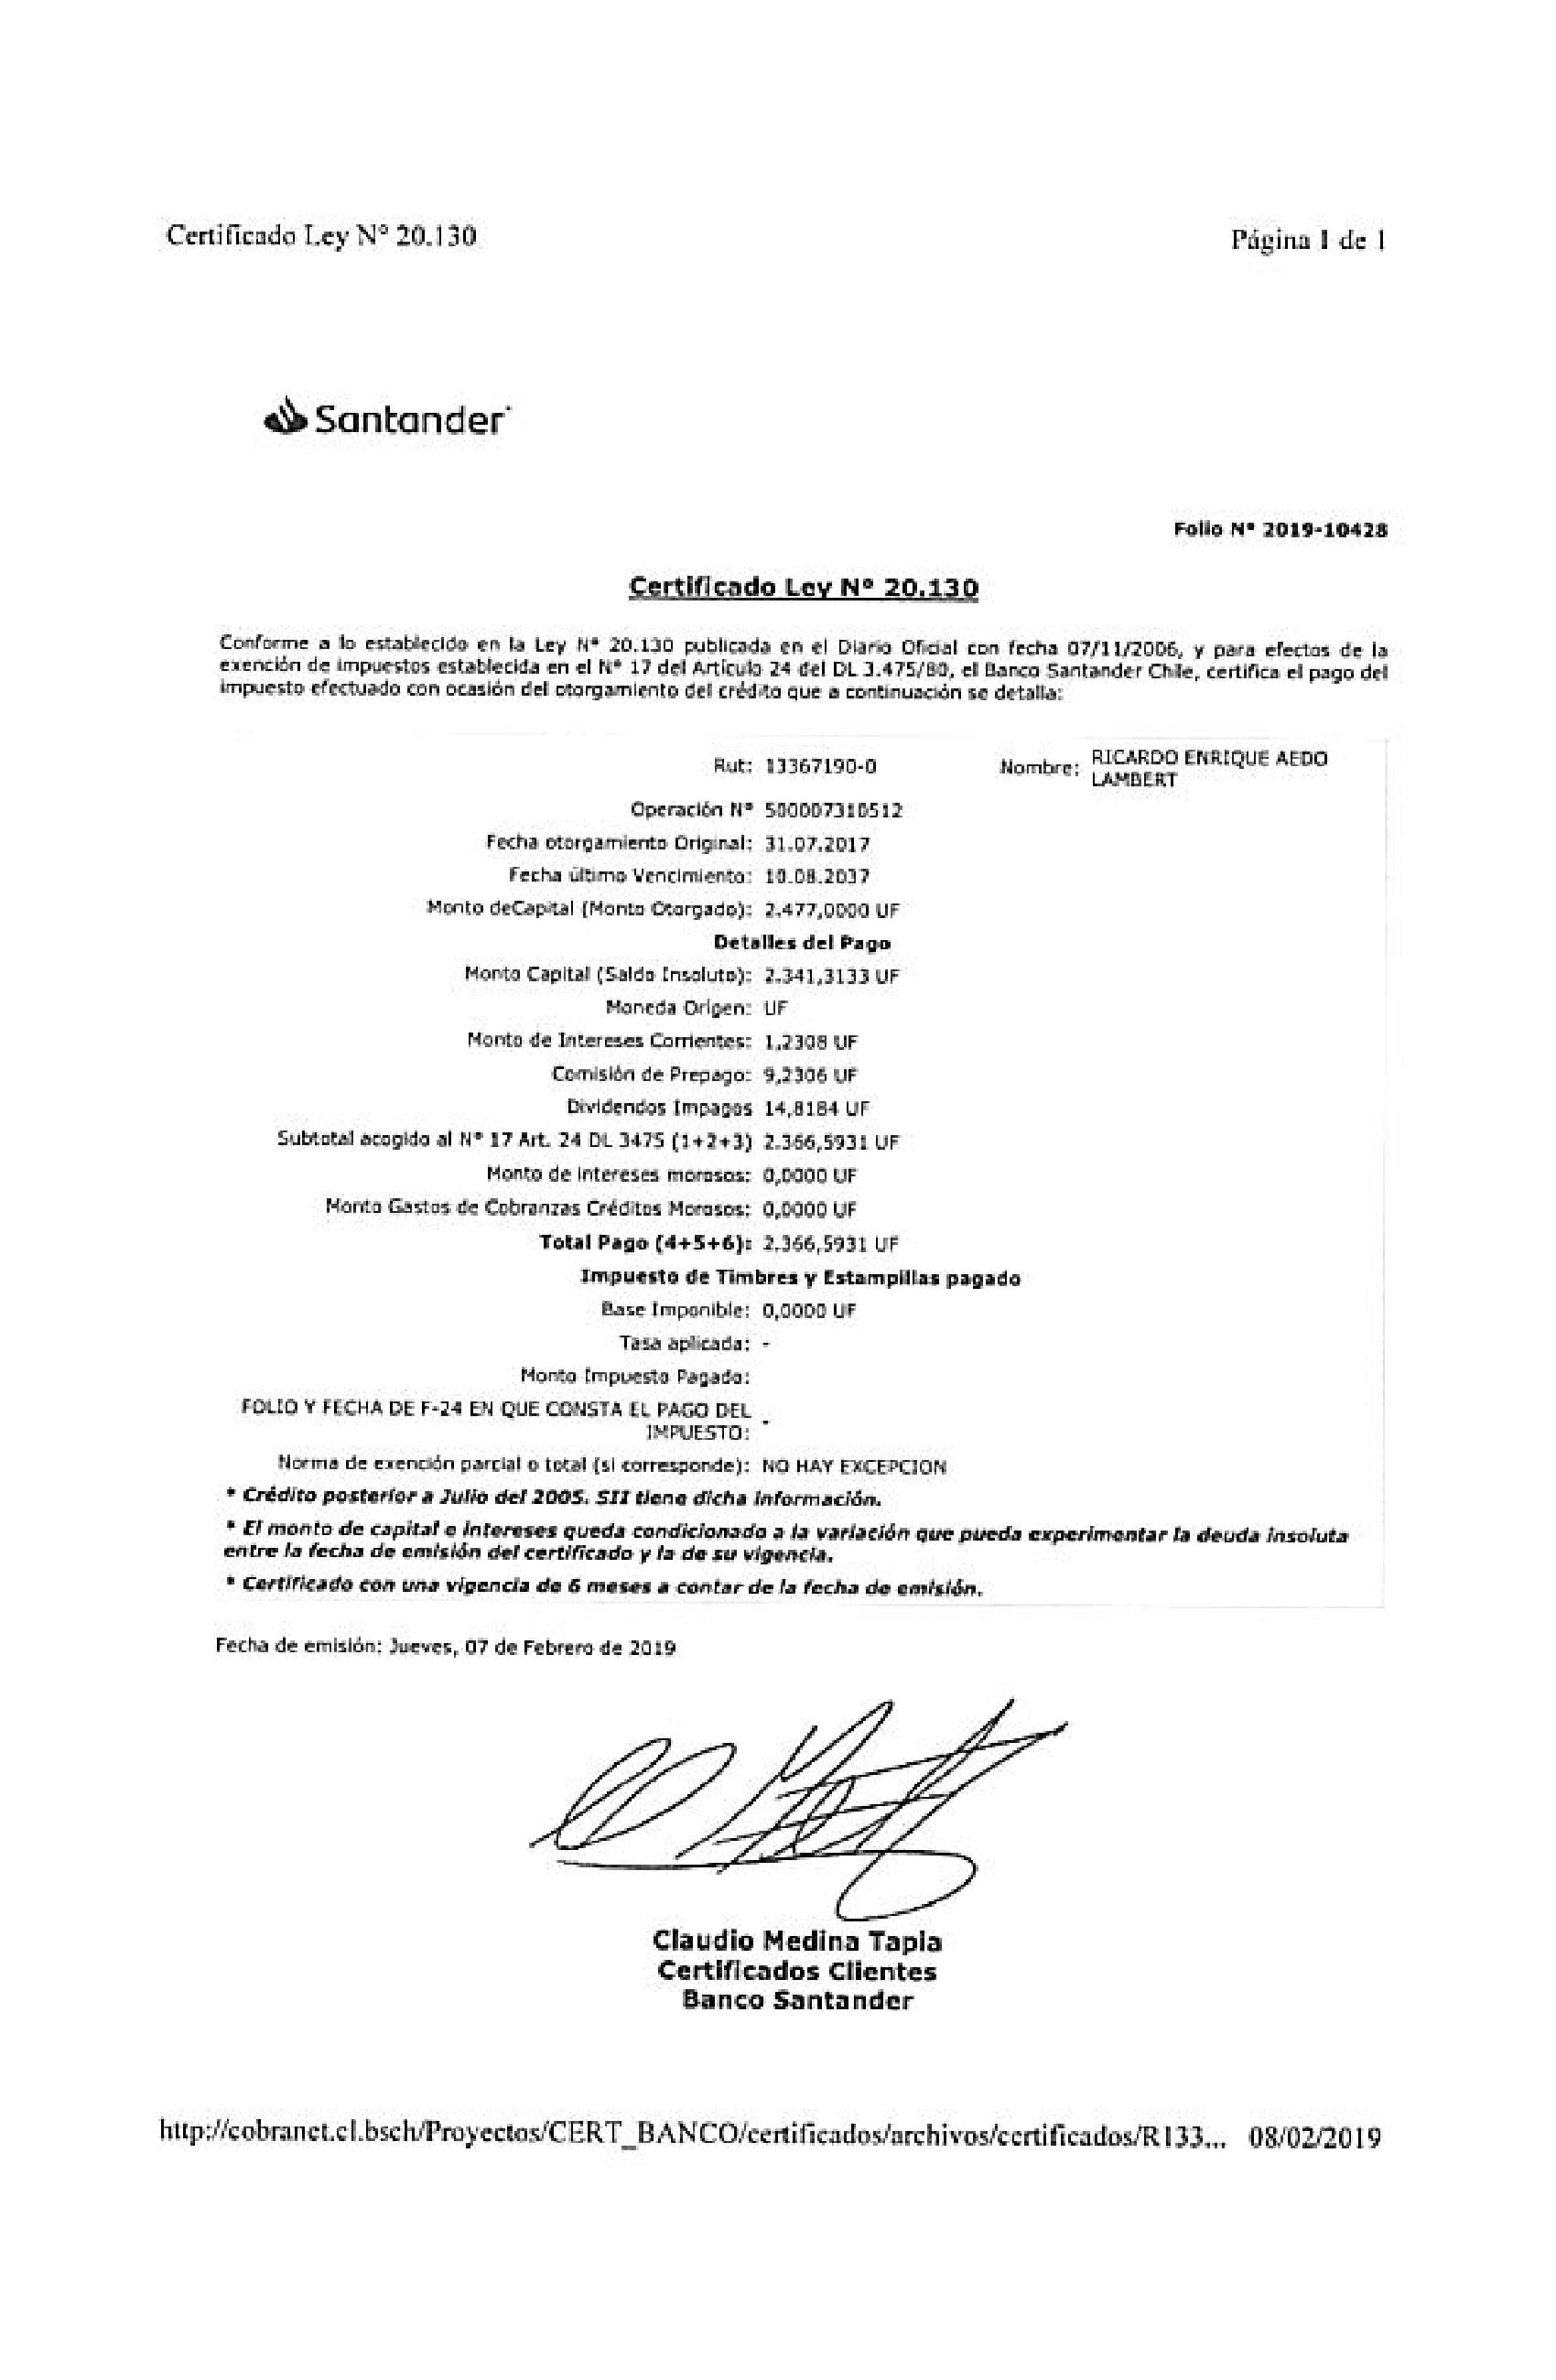 Certificado Ley N° 20.130
Página 1 de 1
Santander
Folio N° 2019-10428
Certificado Ley N° 20.130
Conforme a lo establecido en la Ley N° 20.130 publicada en el Diario Oficial con fecha 07/11/2006, y para efectos de la
exención de impuestos establecida en el N° 17 del Artículo 24 del DL 3.475/80, el Banco Santander Chile, certifica el pago del
impuesto efectuado con ocasión del otorgamiento del crédito que a continuación se detalla:
Rut: 13367190-0 Nombre: RICARDO ENRIQUE AEDO
LAMBERT
Operación N° 500007310512
Fecha otorgamiento Original: 31.07.2017
Fecha último Vencimiento: 10.08.2037
Monto deCapital (Monto Otorgado): 2.477,0000 UF
Detalles del Pago
Monto Capital (Saldo Insoluto): 2.341,3133 UF
Moneda Origen: UF
Monto de Intereses Corrientes: 1,2308 UF
Comisión de Prepago: 9,2306 UF
Dividendos Impagos 14,8184 UF
Subtotal acogido al N° 17 Art. 24 DL 3475 (1+2+3) 2.366,5931 UF
Monto de intereses morosos: 0,0000 UF
Monto Gastos de Cobranzas Créditos Morosos: 0,0000 UF
Total Pago (4+5+6): 2.366,5931 UF
Impuesto de Timbres y Estampillas pagado
Base Imponible: 0,0000 UF
Tasa aplicada: -
Monto Impuesto Pagado:
FOLIO Y FECHA DE F-24 EN QUE CONSTA EL PAGO DEL
IMPUESTO: -
Norma de exención parcial o total (si corresponde): NO HAY EXCEPCION
* Crédito posterior a Julio del 2005. SII tiene dicha información.
* El monto de capital e intereses queda condicionado a la variación que pueda experimentar la deuda insoluta
entre la fecha de emisión del certificado y la de su vigencia.
* Certificado con una vigencia de 6 meses a contar de la fecha de emisión.
Fecha de emisión: Jueves, 07 de Febrero de 2019
Claudio Medina Tapia
Certificados Clientes
Banco Santander
http://cobranet.cl.bsch/Proyectos/CERT_BANCO/certificados/archivos/certificados/R133... 08/02/2019